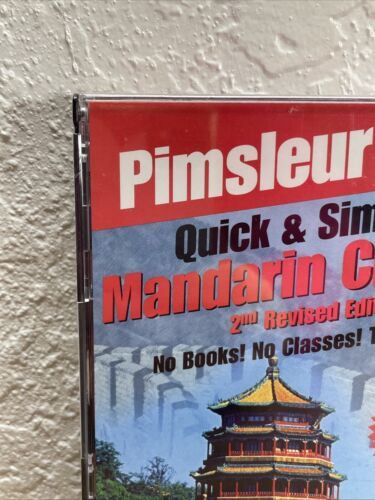 Pimsleur
Quick & Sim
Mandarin C
2nd Revised Edi
No Books! No Classes! T